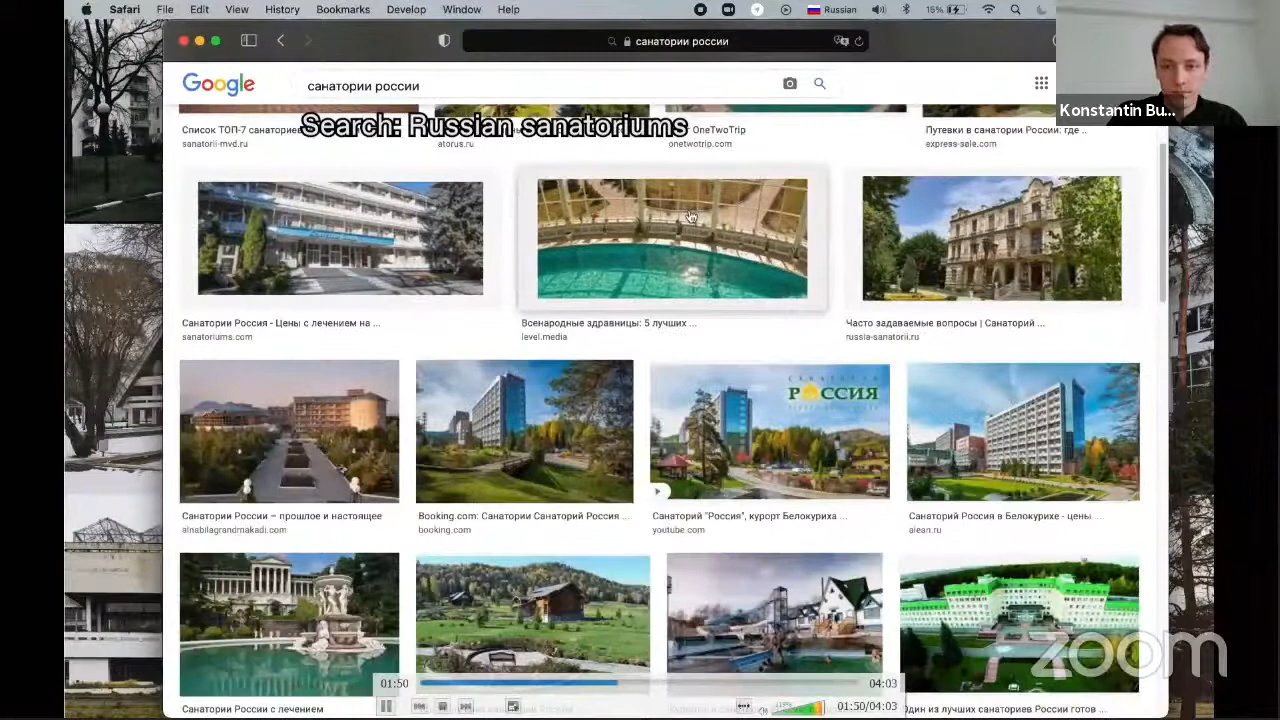 Safari File Edit View History Bookmarks Develop Window Help Russian 15%
санатории россии
Google
санатории россии
Konstantin Bu...
Search: Russian sanatoriums
Список ТОП-7 санаториев
OneTwoTrip
Путевки в санатории России: где ..
sanatorii-mvd.ru
atorus.ru
onetwotrip.com
express-sale.com
Санатории Россия - Цены с лечением на ...
Всенародные здравницы: 5 лучших ...
Часто задаваемые вопросы | Санаторий ...
sanatoriums.com
level.media
russia-sanatorii.ru
САНАТОРИЙ
РОССИЯ
Санатории России – прошлое и настоящее
Booking.com: Санатории Санаторий Россия ...
Санаторий "Россия", курорт Белокуриха ...
Санаторий Россия в Белокурихе - цены ...
alnabilagrandmakadi.com
booking.com
youtube.com
alean.ru
zoom
01:50
04:03
01:50/04:03
Санатории России с лечением
Один из лучших санаториев России готов ...